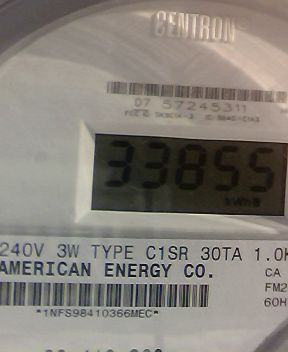 CENTRON®
07 57245311
33855
kWh
240V 3W TYPE C1SR 30TA 1.0K
AMERICAN ENERGY CO.
CA
FM2
60H
*1NFS98410366MEC*